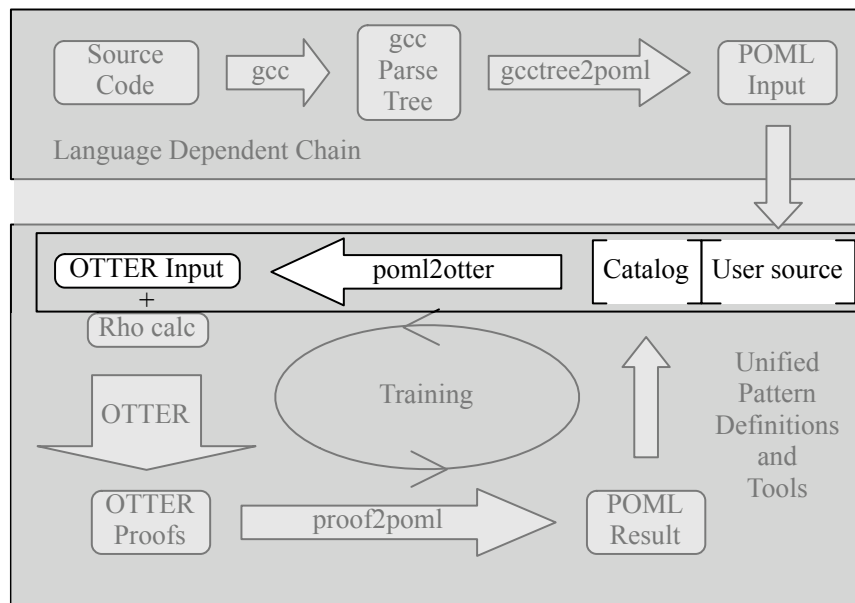 Source
Code
gcc
gcc
Parse
Tree
gcctree2poml
POML
Input
Language Dependent Chain
OTTER Input
+
Rho calc
poml2otter
Catalog
User source
OTTER
Training
Unified
Pattern
Definitions
and
Tools
OTTER
Proofs
proof2poml
POML
Result